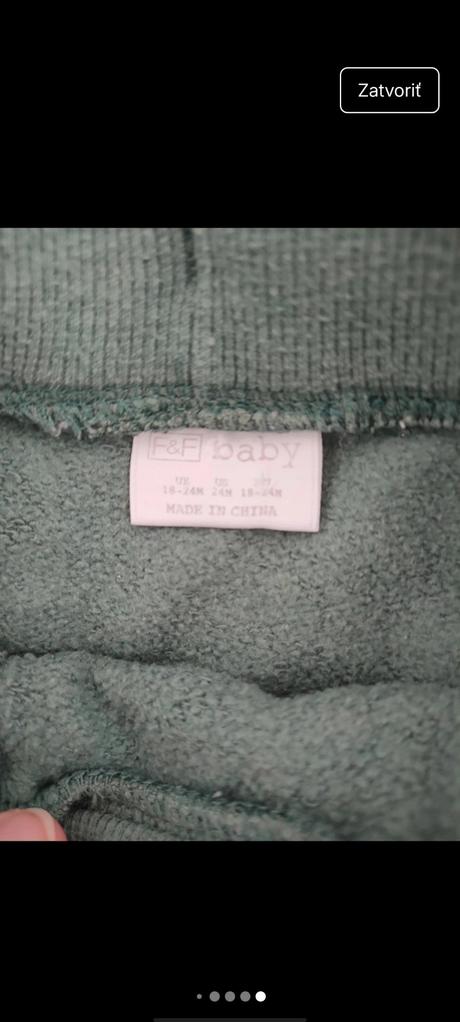 Zatvoriť
F&F baby
UK US
18-24M 24M 18-24M
MADE IN CHINA